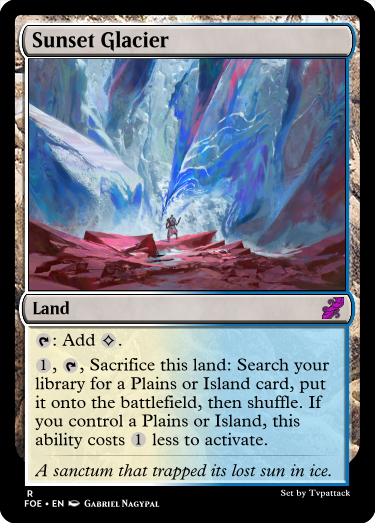 Sunset Glacier
Land
: Add .
1, , Sacrifice this land: Search your
library for a Plains or Island card, put
it onto the battlefield, then shuffle. If
you control a Plains or Island, this
ability costs 1 less to activate.
A sanctum that trapped its lost sun in ice.
R
FOE • EN Gabriel Nagypal
Set by Tvpattack